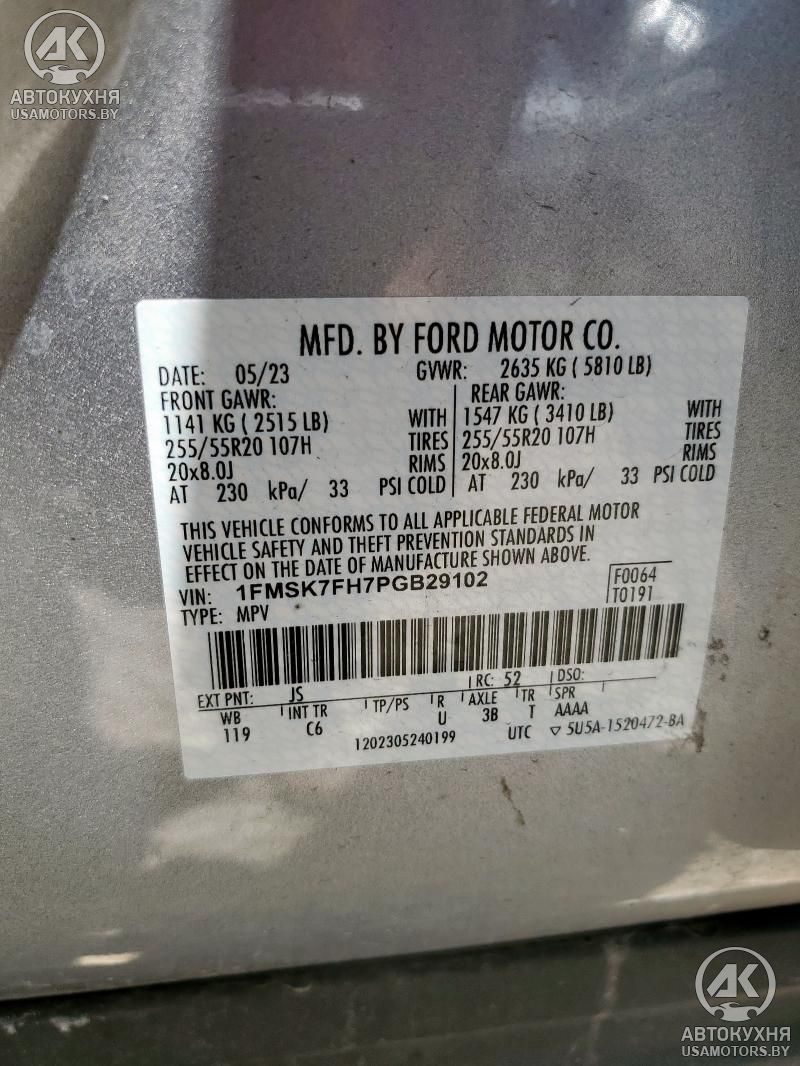 AK
АВТОКУХНЯ
USAMOTORS.BY
MFD. BY FORD MOTOR CO.
DATE: 05/23 GVWR: 2635 KG ( 5810 LB)
FRONT GAWR: REAR GAWR:
1141 KG ( 2515 LB) WITH 1547 KG ( 3410 LB) WITH
255/55R20 107H TIRES 255/55R20 107H TIRES
20x8.0J RIMS 20x8.0J RIMS
AT 230 kPa/ 33 PSI COLD AT 230 kPa/ 33 PSI COLD
THIS VEHICLE CONFORMS TO ALL APPLICABLE FEDERAL MOTOR
VEHICLE SAFETY AND THEFT PREVENTION STANDARDS IN
EFFECT ON THE DATE OF MANUFACTURE SHOWN ABOVE.
VIN: 1FMSK7FH7PGB29102 F0064
TYPE: MPV T0191
EXT PNT: JS RC: 52 DSO:
WB INT TR TP/PS R AXLE TR SPR
119 C6 U 3B T AAAA
1202305240199 UTC ▽ 5U5A-1520472-BA
AK
АВТОКУХНЯ
USAMOTORS.BY